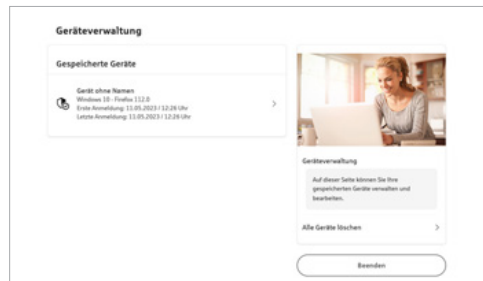 Geräteverwaltung
Gespeicherte Geräte
Gerät ohne Namen
Windows 10 - Firefox 112.0
Erste Anmeldung: 11.05.2023 / 12:26 Uhr
Letzte Anmeldung: 11.05.2023 / 12:26 Uhr
Geräteverwaltung
Auf dieser Seite können Sie Ihre
gespeicherten Geräte verwalten und
bearbeiten.
Alle Geräte löschen
Beenden